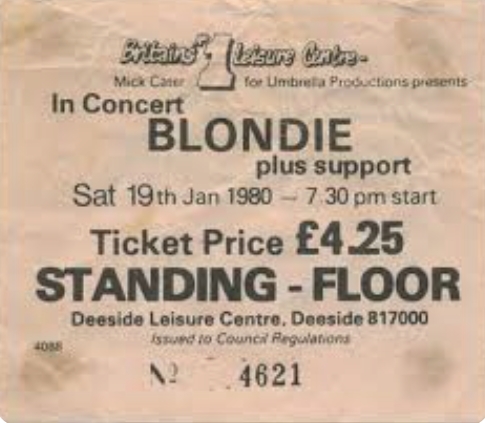 Britains Nº1 Leisure Centre-
Mick Cater for Umbrella Productions presents
In Concert
BLONDIE
plus support
Sat 19th Jan 1980 - 7.30 pm start
Ticket Price £4.25
STANDING - FLOOR
Deeside Leisure Centre, Deeside 817000
Issued to Council Regulations
4088
Nº 4621